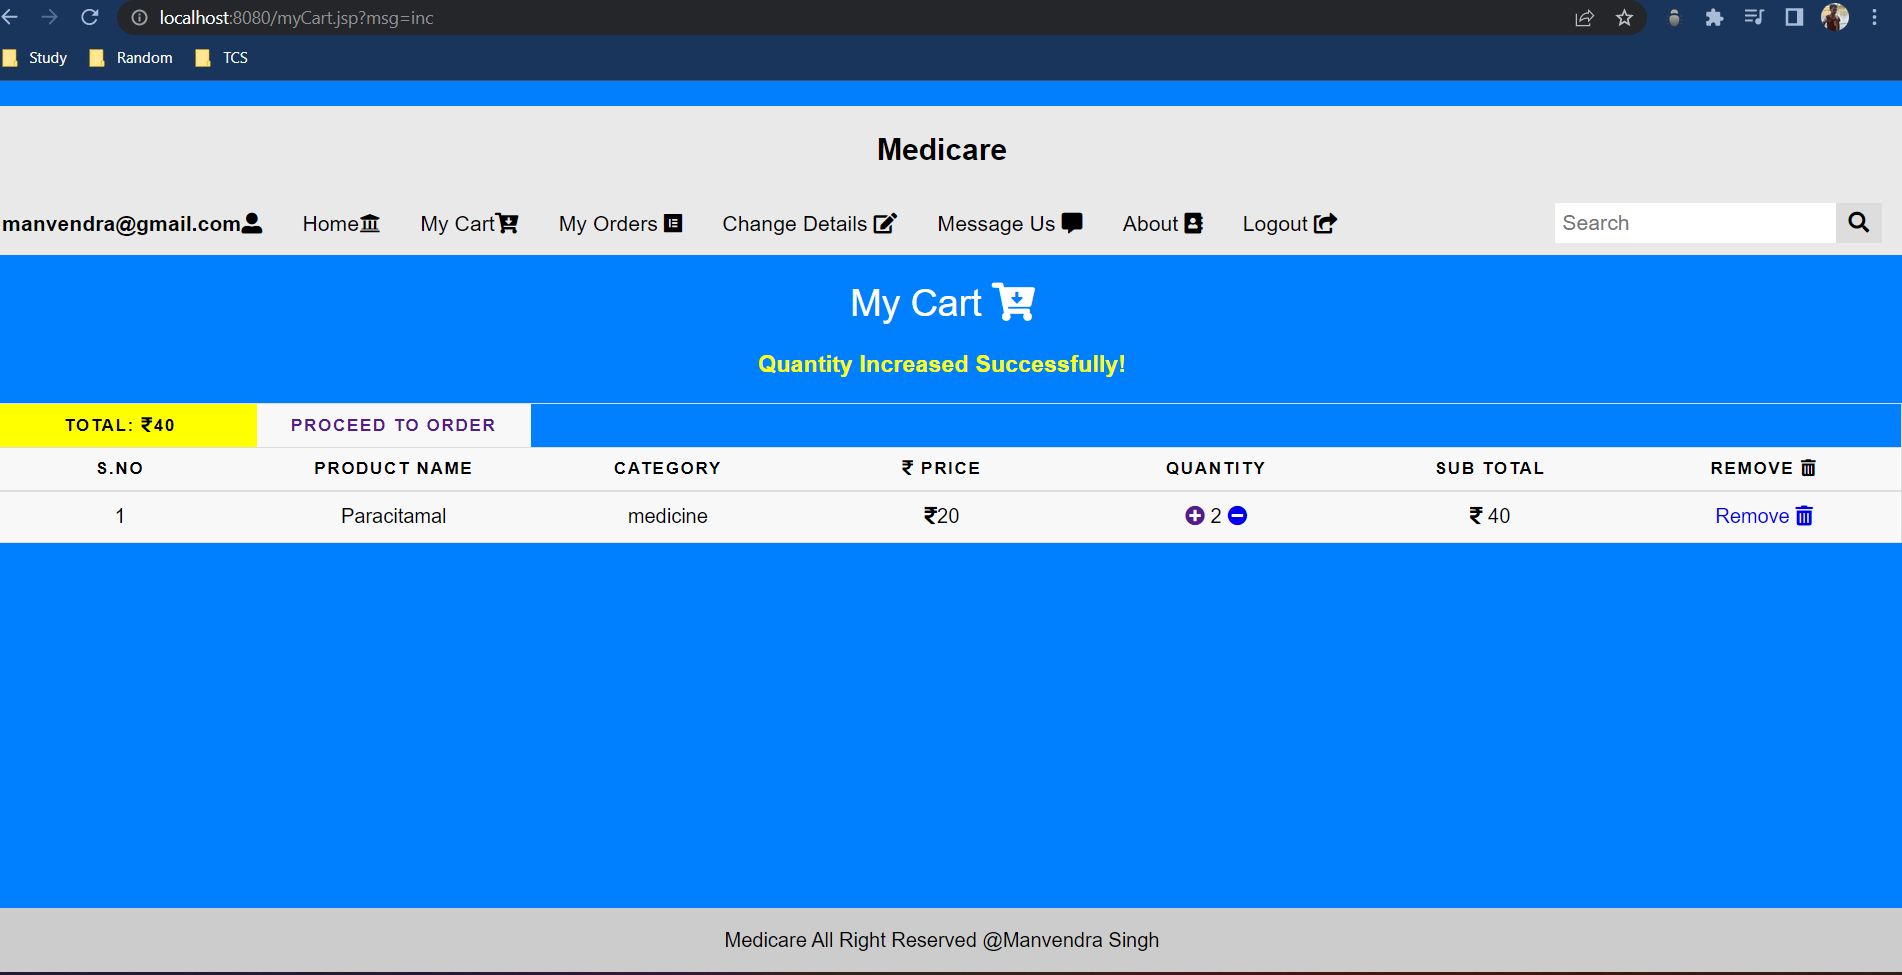 localhost:8080/myCart.jsp?msg=inc
Study Random TCS
Medicare
manvendra@gmail.com Home My Cart My Orders Change Details Message Us About Logout Search
My Cart
Quantity Increased Successfully!
TOTAL: ₹40 PROCEED TO ORDER
S.NO PRODUCT NAME CATEGORY ₹ PRICE QUANTITY SUB TOTAL REMOVE
1 Paracitamal medicine ₹20 2 ₹ 40 Remove
Medicare All Right Reserved @Manvendra Singh